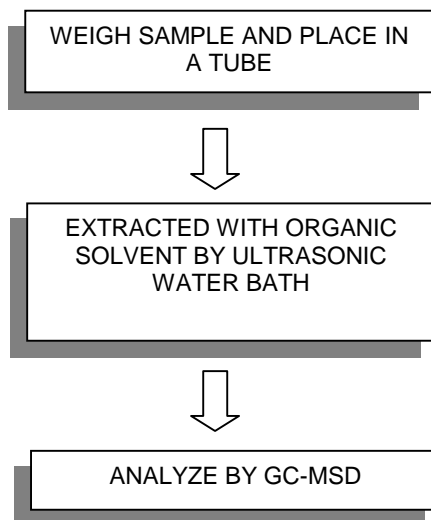 WEIGH SAMPLE AND PLACE IN
A TUBE
EXTRACTED WITH ORGANIC
SOLVENT BY ULTRASONIC
WATER BATH
ANALYZE BY GC-MSD